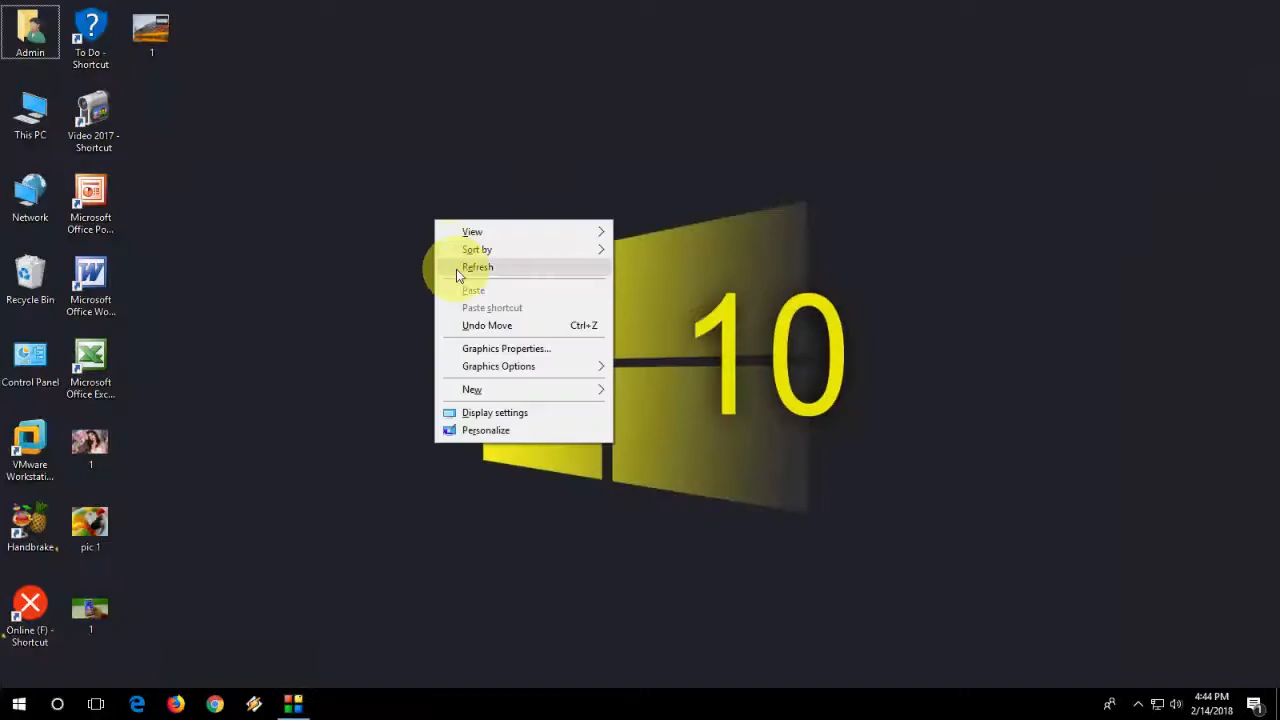 Admin
To Do -
Shortcut
1
This PC
Video 2017 -
Shortcut
Network
Microsoft
Office Po...
Recycle Bin
Microsoft
Office Wo...
Control Panel
Microsoft
Office Exc...
VMware
Workstati...
1
Handbrake
pic 1
Online (F) -
Shortcut
1
View
Sort by
Refresh
Paste
Paste shortcut
Undo Move Ctrl+Z
Graphics Properties...
Graphics Options
New
Display settings
Personalize
10
4:44 PM
2/14/2018
1